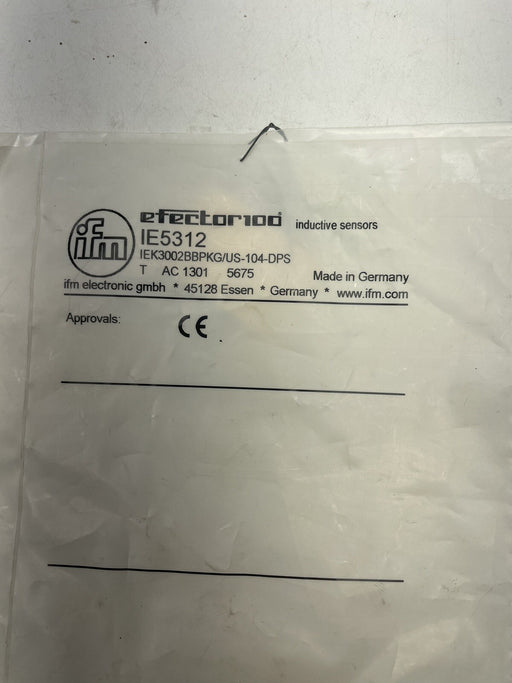 ifm
efector100 inductive sensors
IE5312
IEK3002BBPKG/US-104-DPS
T AC 1301 5675 Made in Germany
ifm electronic gmbh * 45128 Essen * Germany * www.ifm.com
Approvals: CE